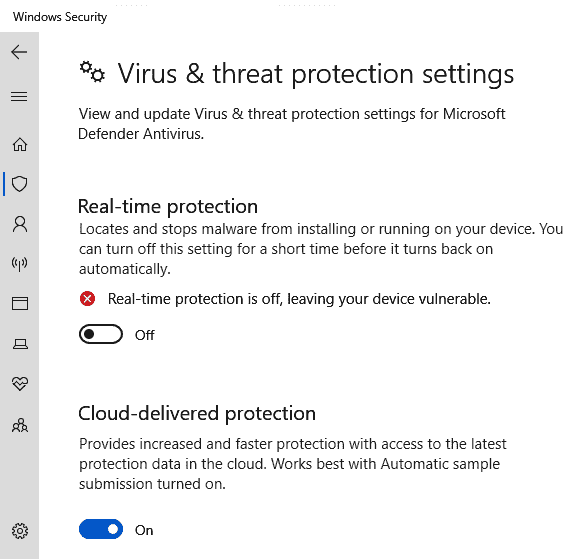 Windows Security
Virus & threat protection settings
View and update Virus & threat protection settings for Microsoft
Defender Antivirus.
Real-time protection
Locates and stops malware from installing or running on your device. You
can turn off this setting for a short time before it turns back on
automatically.
Real-time protection is off, leaving your device vulnerable.
Off
Cloud-delivered protection
Provides increased and faster protection with access to the latest
protection data in the cloud. Works best with Automatic sample
submission turned on.
On